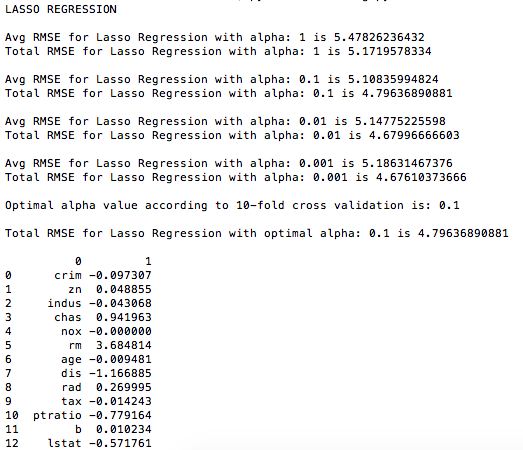 LASSO REGRESSION
Avg RMSE for Lasso Regression with alpha: 1 is 5.47826236432
Total RMSE for Lasso Regression with alpha: 1 is 5.1719578334
Avg RMSE for Lasso Regression with alpha: 0.1 is 5.10835994824
Total RMSE for Lasso Regression with alpha: 0.1 is 4.79636890881
Avg RMSE for Lasso Regression with alpha: 0.01 is 5.14775225598
Total RMSE for Lasso Regression with alpha: 0.01 is 4.67996666603
Avg RMSE for Lasso Regression with alpha: 0.001 is 5.18631467376
Total RMSE for Lasso Regression with alpha: 0.001 is 4.67610373666
Optimal alpha value according to 10-fold cross validation is: 0.1
Total RMSE for Lasso Regression with optimal alpha: 0.1 is 4.79636890881
0 1
0 crim -0.097307
1 zn 0.048855
2 indus -0.043068
3 chas 0.941963
4 nox -0.000000
5 rm 3.684814
6 age -0.009481
7 dis -1.166885
8 rad 0.269995
9 tax -0.014243
10 ptratio -0.779164
11 b 0.010234
12 lstat -0.571761